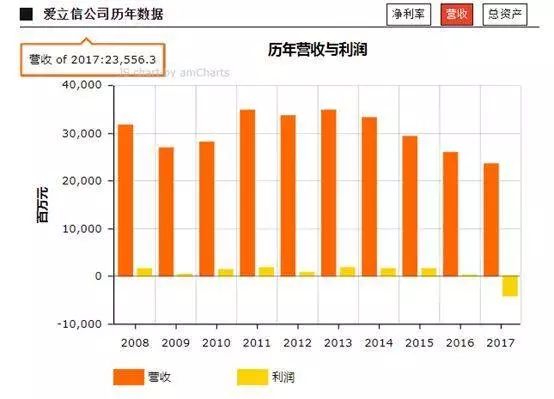 爱立信公司历年数据
净利率
营收
总资产
营收 of 2017:23,556.3
历年营收与利润
JS chart by amCharts
40,000
30,000
20,000
10,000
0
-10,000
百万元
2008 2009 2010 2011 2012 2013 2014 2015 2016 2017
营收 利润